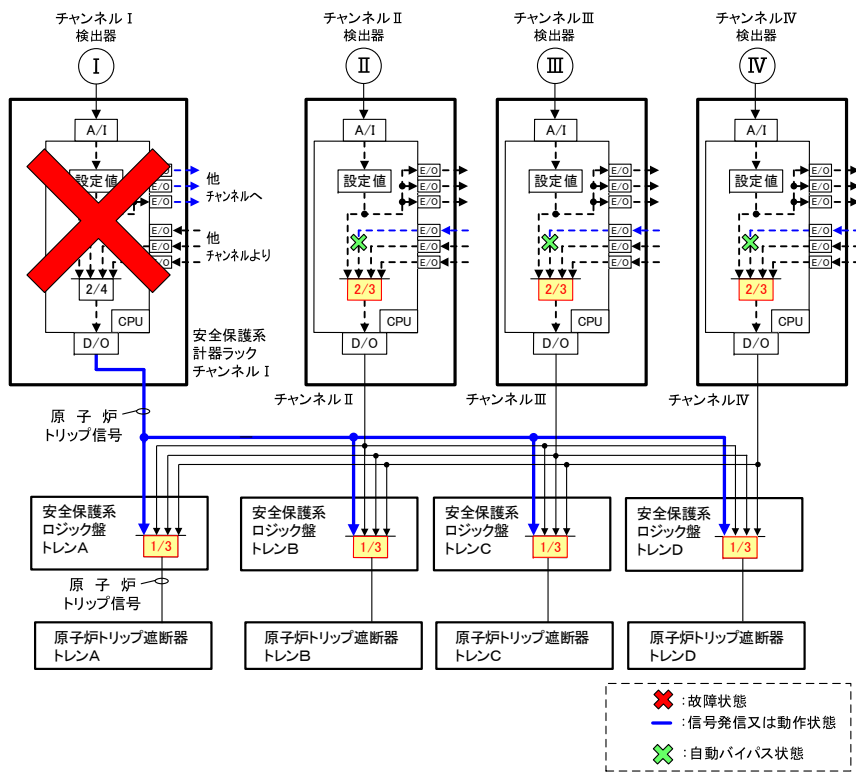 チャンネルⅠ
検出器
チャンネルⅡ
検出器
チャンネルⅢ
検出器
チャンネルⅣ
検出器
Ⅰ
Ⅱ
Ⅲ
Ⅳ
A/I
A/I
A/I
A/I
設定値
設定値
設定値
設定値
E/O
E/O
E/O
E/O
E/O
E/O
E/O
E/O
E/O
E/O
E/O
E/O
他
チャンネルへ
E/O
E/O
E/O
E/O
E/O
E/O
E/O
E/O
E/O
E/O
E/O
E/O
他
チャンネルより
2/4
2/3
2/3
2/3
CPU
CPU
CPU
CPU
D/O
D/O
D/O
D/O
安全保護系
計器ラック
チャンネルⅠ
チャンネルⅡ
チャンネルⅢ
チャンネルⅣ
原子炉
トリップ信号
安全保護系
ロジック盤
トレンA
1/3
安全保護系
ロジック盤
トレンB
1/3
安全保護系
ロジック盤
トレンC
1/3
安全保護系
ロジック盤
トレンD
1/3
原子炉
トリップ信号
原子炉トリップ遮断器
トレンA
原子炉トリップ遮断器
トレンB
原子炉トリップ遮断器
トレンC
原子炉トリップ遮断器
トレンD
:故障状態
:信号発信又は動作状態
:自動バイパス状態